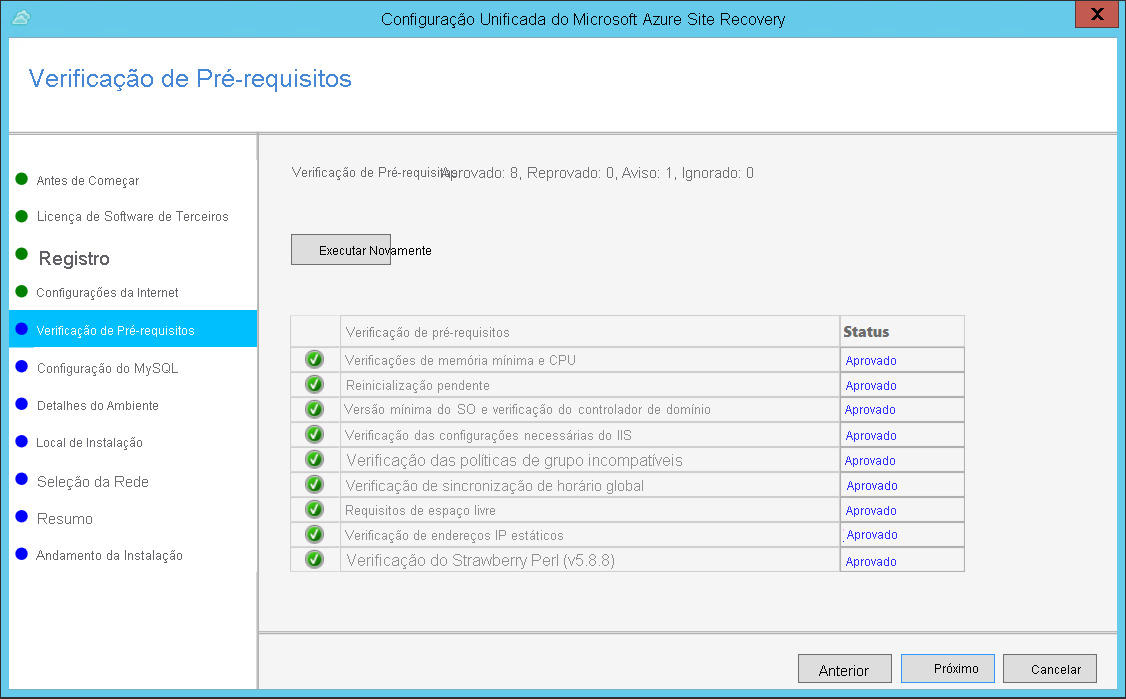 Configuração Unificada do Microsoft Azure Site Recovery
X
Verificação de Pré-requisitos
Antes de Começar
Licença de Software de Terceiros
Registro
Configurações da Internet
Verificação de Pré-requisitos
Configuração do MySQL
Detalhes do Ambiente
Local de Instalação
Seleção da Rede
Resumo
Andamento da Instalação
Verificação de Pré-requisitos Aprovado: 8, Reprovado: 0, Aviso: 1, Ignorado: 0
Executar Novamente
Verificação de pré-requisitos Status
Verificações de memória mínima e CPU Aprovado
Reinicialização pendente Aprovado
Versão mínima do SO e verificação do controlador de domínio Aprovado
Verificação das configurações necessárias do IIS Aprovado
Verificação das políticas de grupo incompatíveis Aprovado
Verificação de sincronização de horário global Aprovado
Requisitos de espaço livre Aprovado
Verificação de endereços IP estáticos Aprovado
Verificação do Strawberry Perl (v5.8.8) Aprovado
Anterior Próximo Cancelar